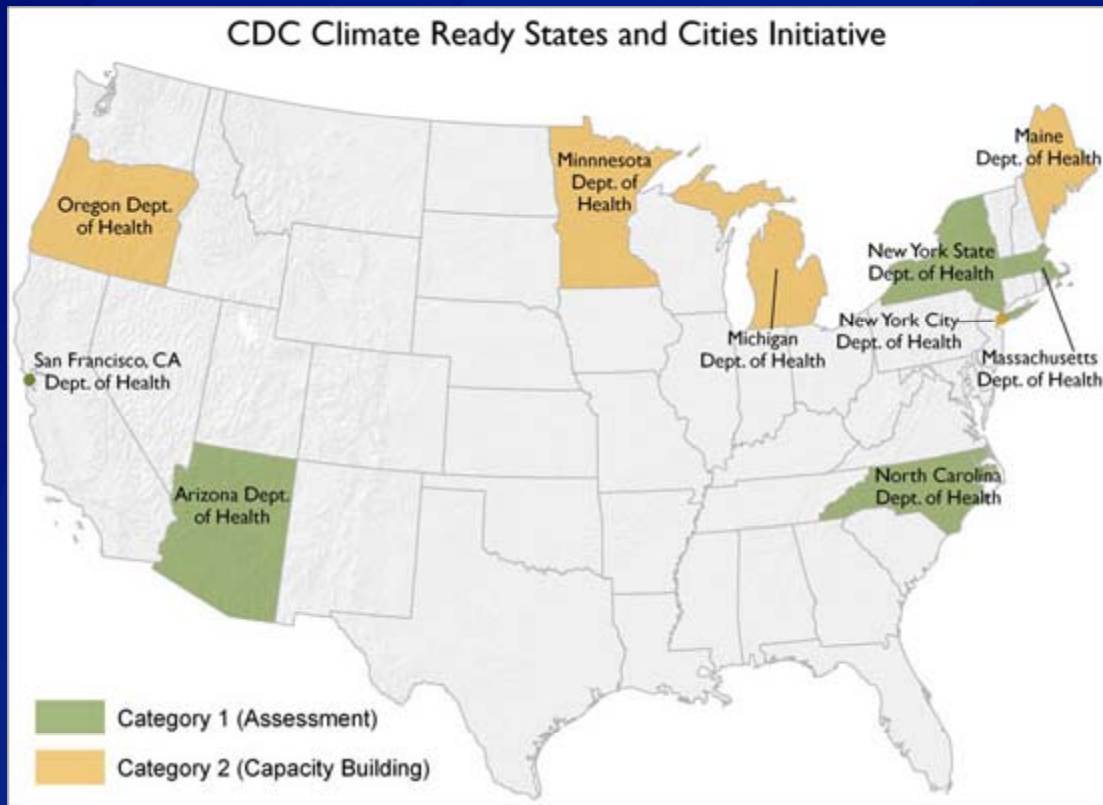 CDC Climate Ready States and Cities Initiative
Maine
Dept. of Health
Minnnesota
Dept. of
Health
Oregon Dept.
of Health
New York State
Dept. of Health
New York City
Dept. of Health
Michigan
Dept. of Health
Massachusetts
Dept. of Health
San Francisco, CA
Dept. of Health
Arizona Dept.
of Health
North Carolina
Dept. of Health
Category 1 (Assessment)
Category 2 (Capacity Building)